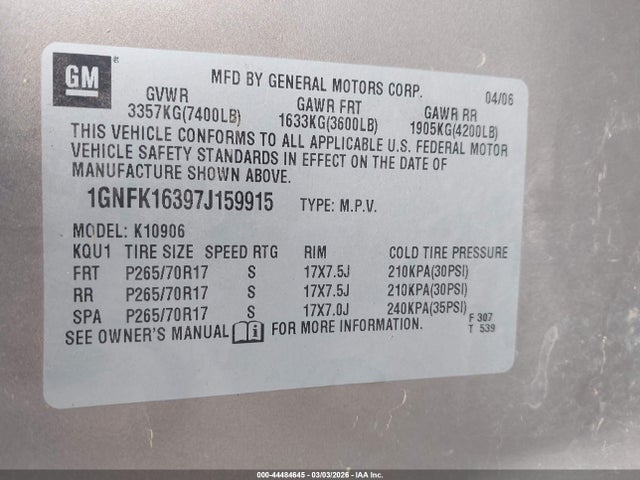 GM
MFD BY GENERAL MOTORS CORP.
04/06
GVWR GAWR FRT GAWR RR
3357KG(7400LB) 1633KG(3600LB) 1905KG(4200LB)
THIS VEHICLE CONFORMS TO ALL APPLICABLE U.S. FEDERAL MOTOR
VEHICLE SAFETY STANDARDS IN EFFECT ON THE DATE OF
MANUFACTURE SHOWN ABOVE.
1GNFK16397J159915 TYPE: M.P.V.
MODEL: K10906
KQU1 TIRE SIZE SPEED RTG RIM COLD TIRE PRESSURE
FRT P265/70R17 S 17X7.5J 210KPA(30PSI)
RR P265/70R17 S 17X7.5J 210KPA(30PSI)
SPA P265/70R17 S 17X7.0J 240KPA(35PSI)
SEE OWNER'S MANUAL FOR MORE INFORMATION.
F 307
T 539
000-44484645 | 03/03/2026 - IAA Inc.